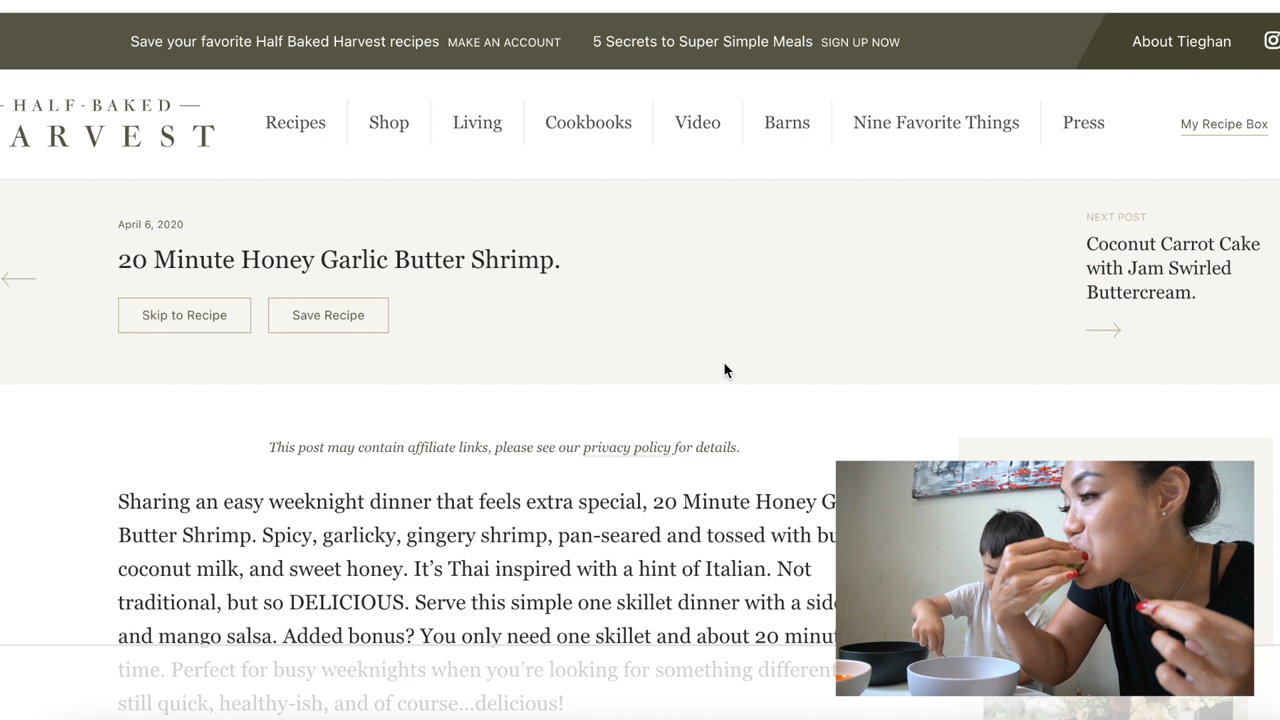 Save your favorite Half Baked Harvest recipes MAKE AN ACCOUNT 5 Secrets to Super Simple Meals SIGN UP NOW About Tieghan
HALF-BAKED
ARVEST
Recipes Shop Living Cookbooks Video Barns Nine Favorite Things Press My Recipe Box
April 6, 2020
20 Minute Honey Garlic Butter Shrimp.
Skip to Recipe Save Recipe
NEXT POST
Coconut Carrot Cake
with Jam Swirled
Buttercream.
This post may contain affiliate links, please see our privacy policy for details.
Sharing an easy weeknight dinner that feels extra special, 20 Minute Honey G
Butter Shrimp. Spicy, garlicky, gingery shrimp, pan-seared and tossed with bu
coconut milk, and sweet honey. It's Thai inspired with a hint of Italian. Not
traditional, but so DELICIOUS. Serve this simple one skillet dinner with a sid
and mango salsa. Added bonus? You only need one skillet and about 20 minu
time. Perfect for busy weeknights when you're looking for something different
still quick, healthy-ish, and of course...delicious!